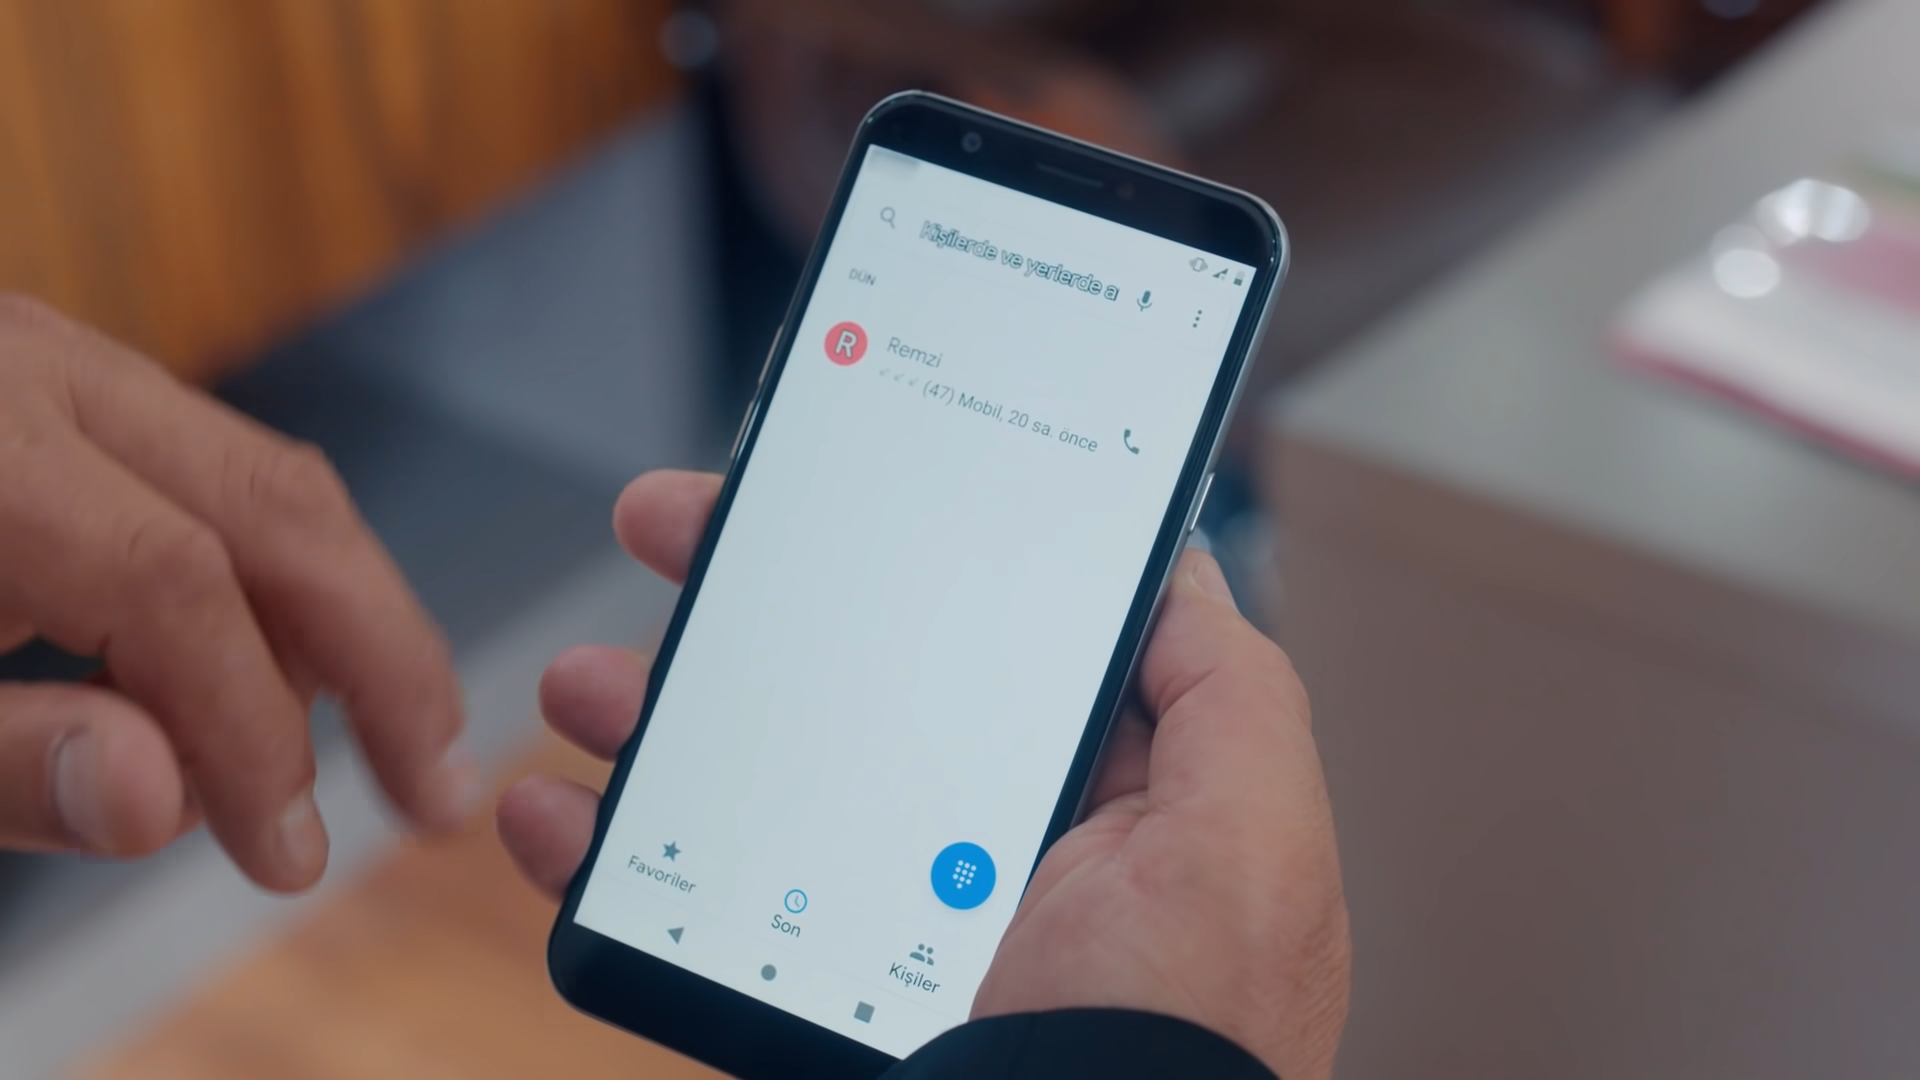 Kişilerde ve yerlerde a
DÜN
R
Remzi
(47) Mobil, 20 sa. önce
Favoriler
Son
Kişiler